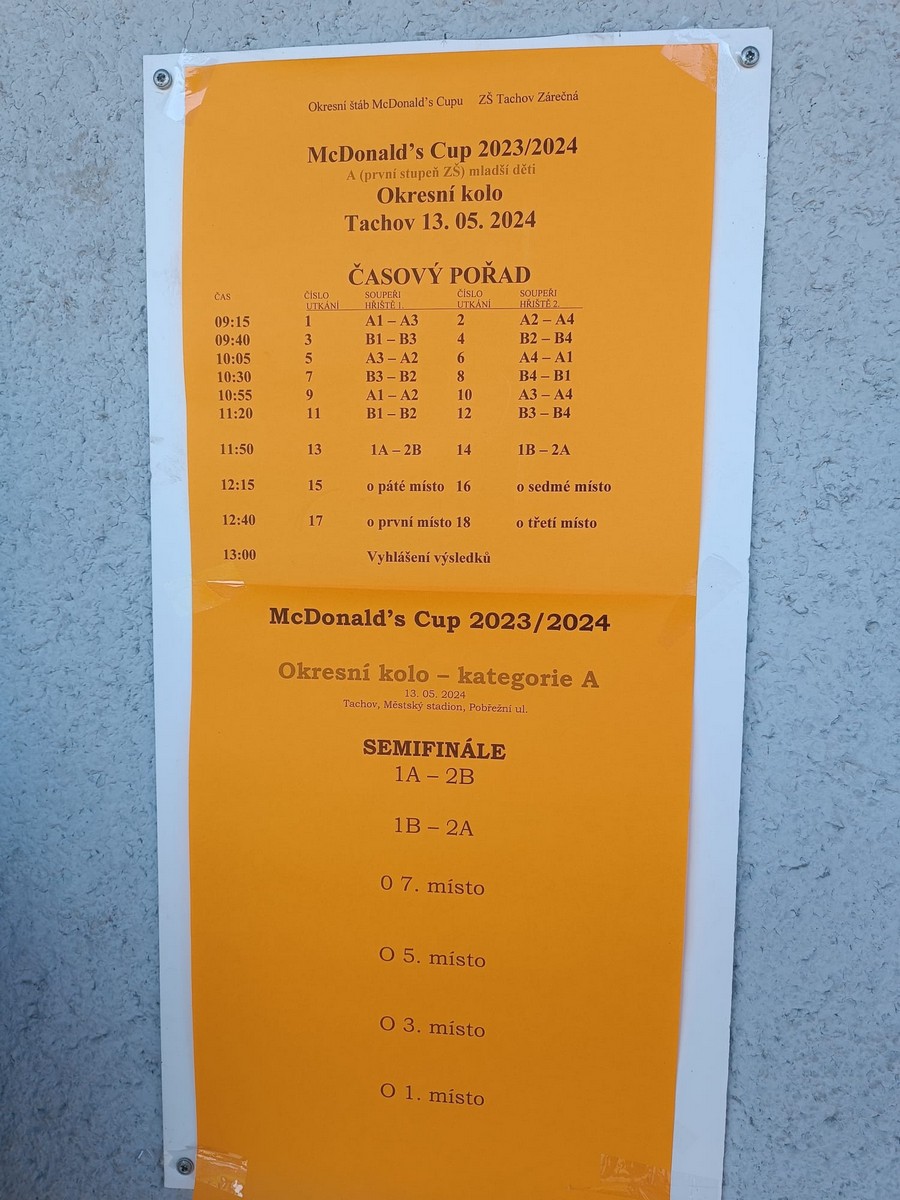 Okresní štáb McDonald's Cupu ZŠ Tachov Zárečná
McDonald's Cup 2023/2024
A (první stupeň ZŠ) mladší děti
Okresní kolo
Tachov 13. 05. 2024
ČASOVÝ POŘAD
ČAS ČÍSLO UTKÁNÍ SOUPEŘI HŘIŠTĚ 1. ČÍSLO UTKÁNÍ SOUPEŘI HŘIŠTĚ 2.
09:15 1 A1 – A3 2 A2 – A4
09:40 3 B1 – B3 4 B2 – B4
10:05 5 A3 – A2 6 A4 – A1
10:30 7 B3 – B2 8 B4 – B1
10:55 9 A1 – A2 10 A3 – A4
11:20 11 B1 – B2 12 B3 – B4
11:50 13 1A – 2B 14 1B – 2A
12:15 15 o páté místo 16 o sedmé místo
12:40 17 o první místo 18 o třetí místo
13:00 Vyhlášení výsledků
McDonald's Cup 2023/2024
Okresní kolo – kategorie A
13. 05. 2024
Tachov, Městský stadion, Pobřežní ul.
SEMIFINÁLE
1A – 2B
1B – 2A
0 7. místo
O 5. místo
O 3. místo
O 1. místo